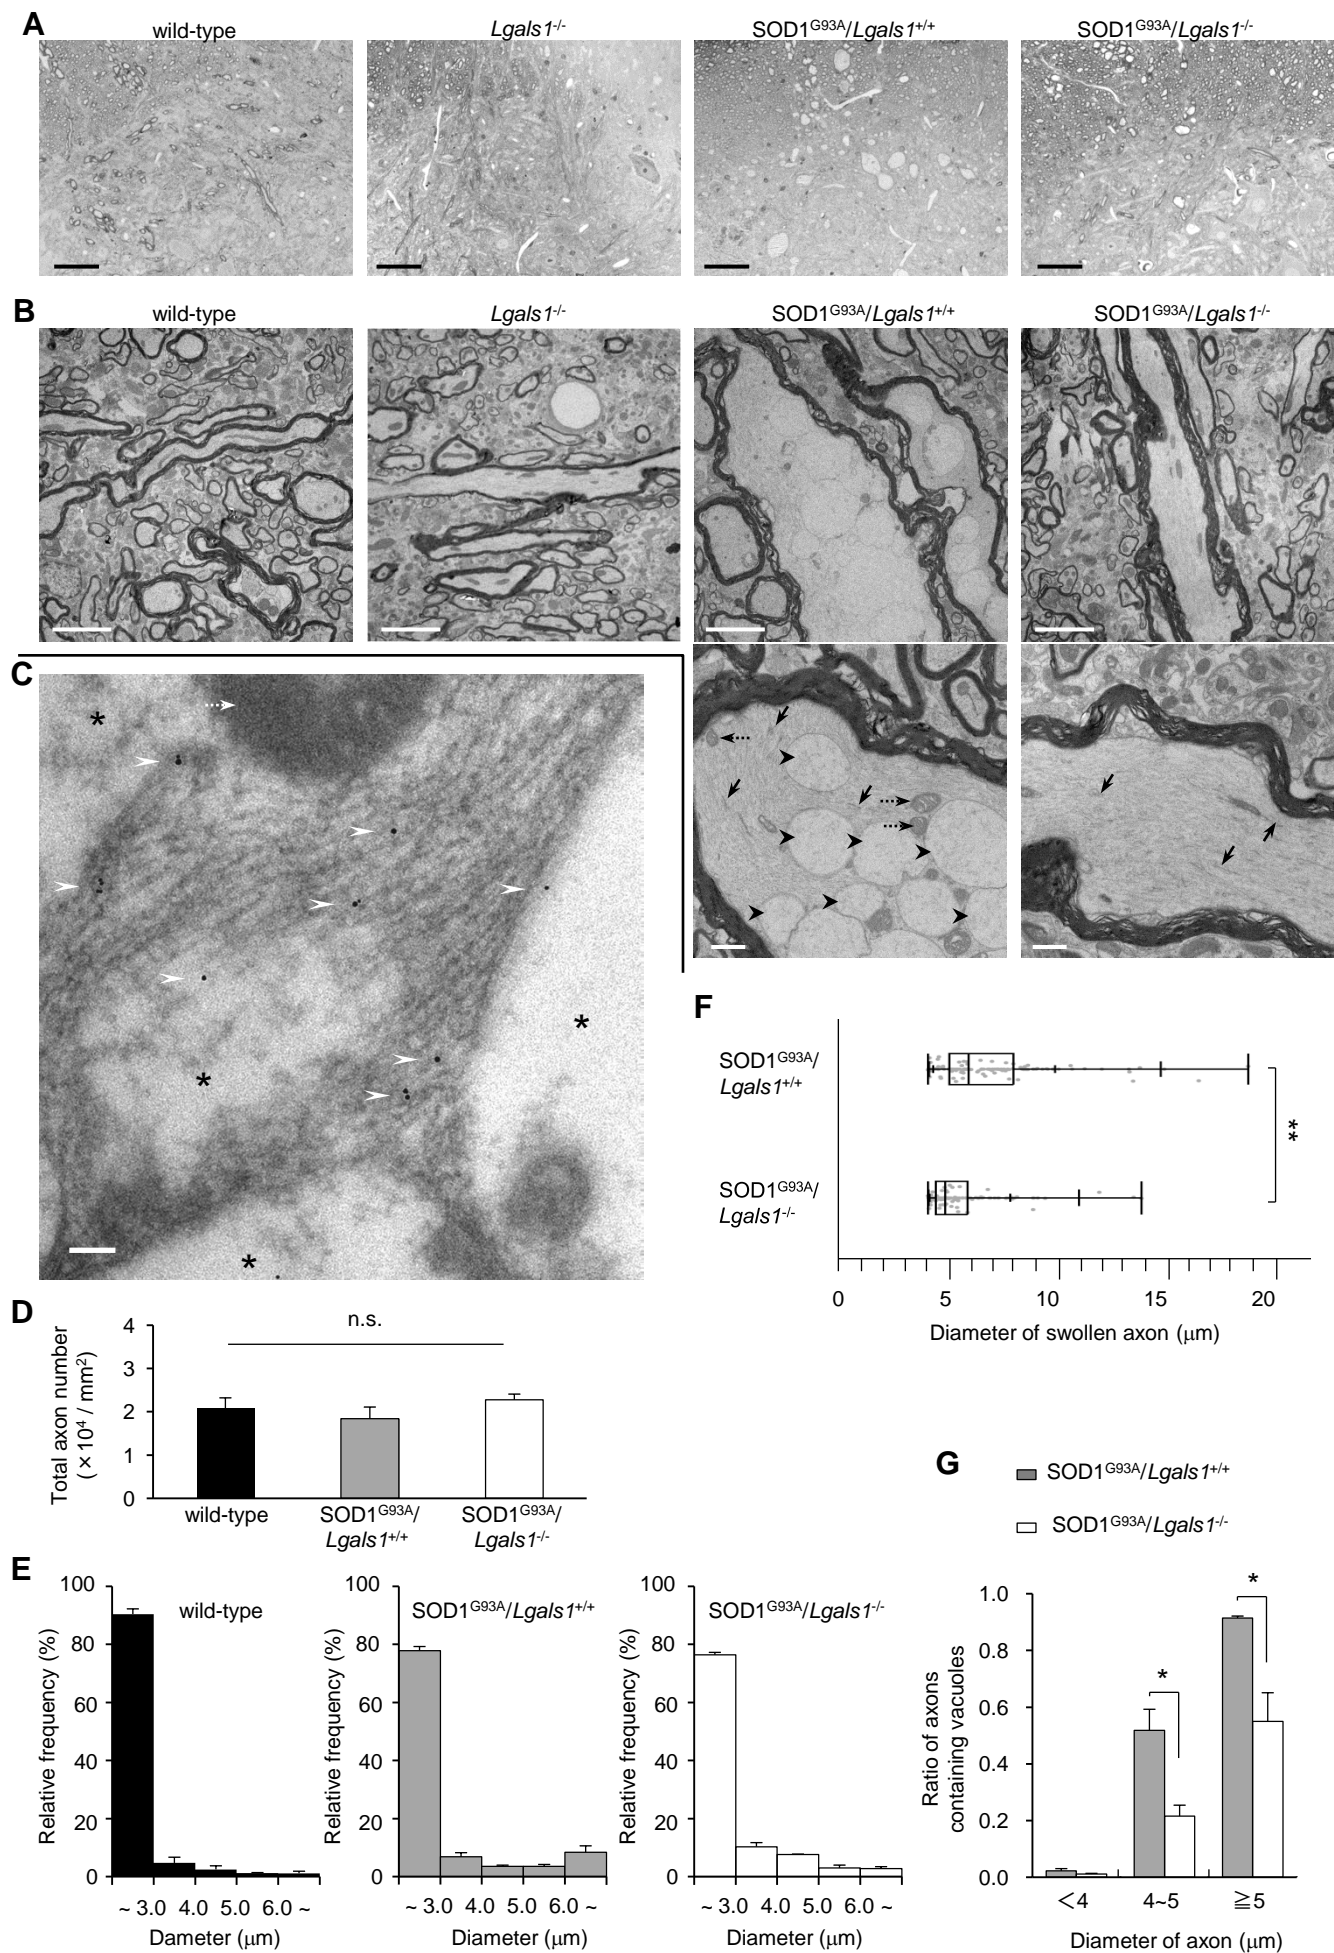 A
wild-type
Lgals1-/-
SOD1G93A/Lgals1+/+
SOD1G93A/Lgals1-/-
B
wild-type
Lgals1-/-
SOD1G93A/Lgals1+/+
SOD1G93A/Lgals1-/-
C
*
*
*
*
F
SOD1G93A/
Lgals1+/+
SOD1G93A/
Lgals1-/-
**
0 5 10 15 20
Diameter of swollen axon (μm)
D
Total axon number
(×10⁴ / mm²)
4
3
2
1
0
n.s.
wild-type
SOD1G93A/
Lgals1+/+
SOD1G93A/
Lgals1-/-
E
Relative frequency (%)
100
80
60
40
20
0
wild-type
~ 3.0 4.0 5.0 6.0 ~
Dameter (μm)
Relative frequency (%)
100
80
60
40
20
0
SOD1G93A/Lgals1+/+
~ 3.0 4.0 5.0 6.0 ~
Diameter (μm)
Relative frequency (%)
100
80
60
40
20
0
SOD1G93A/Lgals1-/-
~ 3.0 4.0 5.0 6.0 ~
Diameter (μm)
G
SOD1G93A/Lgals1+/+
SOD1G93A/Lgals1-/-
Ratio of axons
containing vacuoles
1.0
0.8
0.6
0.4
0.2
0.0
*
*
<4 4~5 ≧5
Diameter of axon (μm)